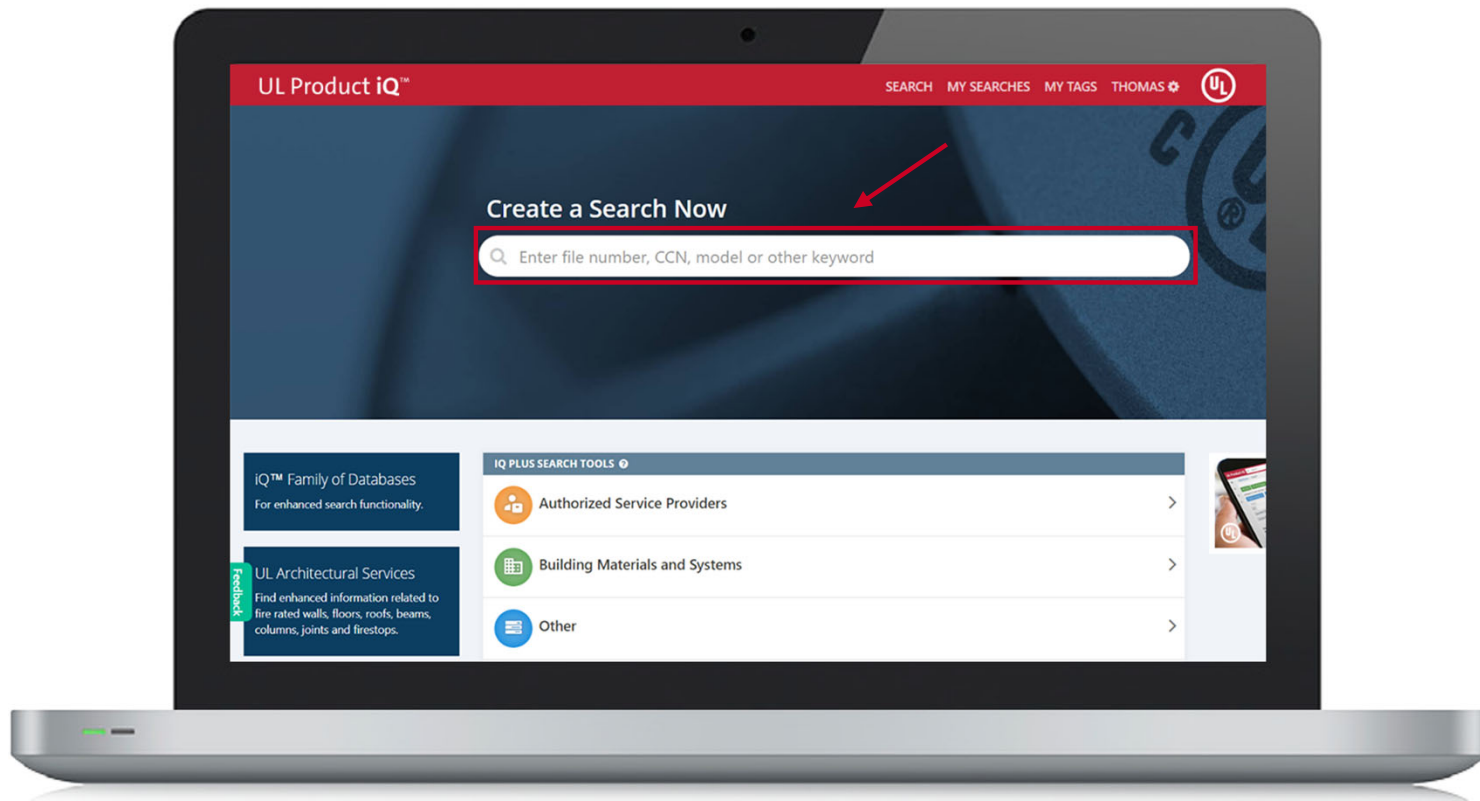 UL Product iQ™
SEARCH MY SEARCHES MY TAGS THOMAS
UL
Create a Search Now
Enter file number, CCN, model or other keyword
iQ™ Family of Databases
For enhanced search functionality.
UL Architectural Services
Find enhanced information related to
fire rated walls, floors, roofs, beams,
columns, joints and firestops.
Feedback
IQ PLUS SEARCH TOOLS
Authorized Service Providers
Building Materials and Systems
Other
C
®
UL